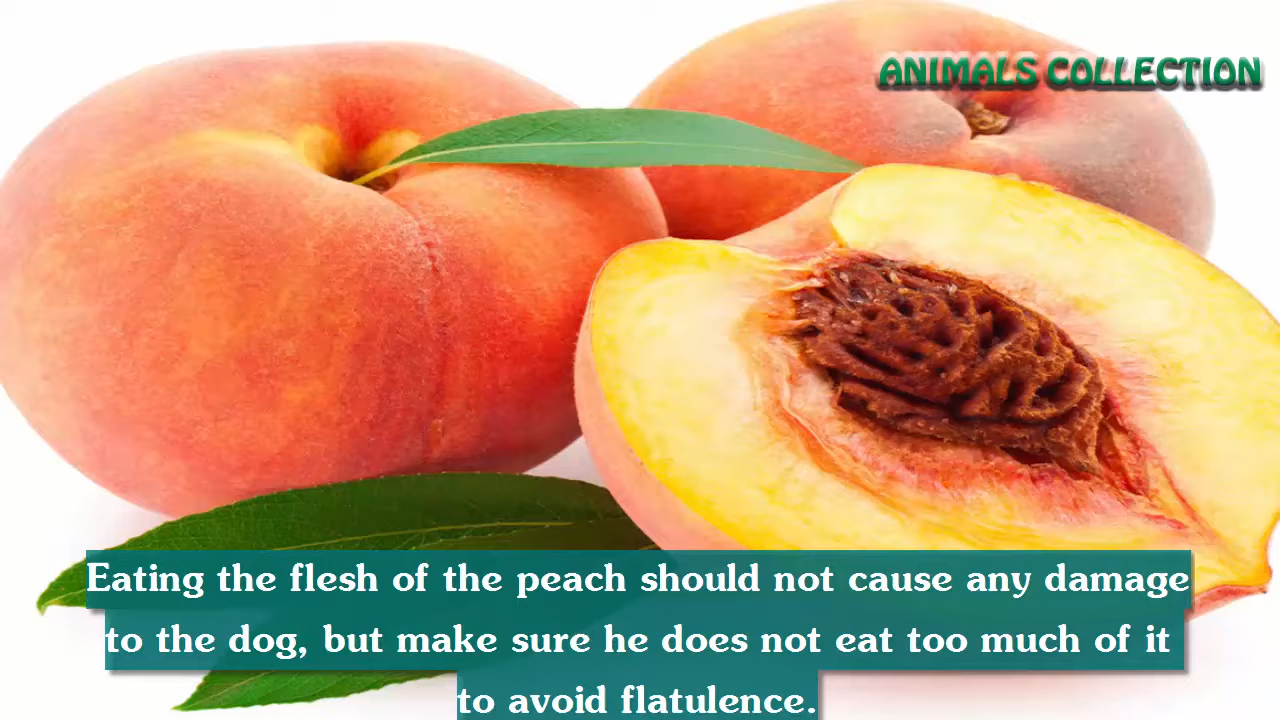 ANIMALS COLLECTION
Eating the flesh of the peach should not cause any damage
to the dog, but make sure he does not eat too much of it
to avoid flatulence.